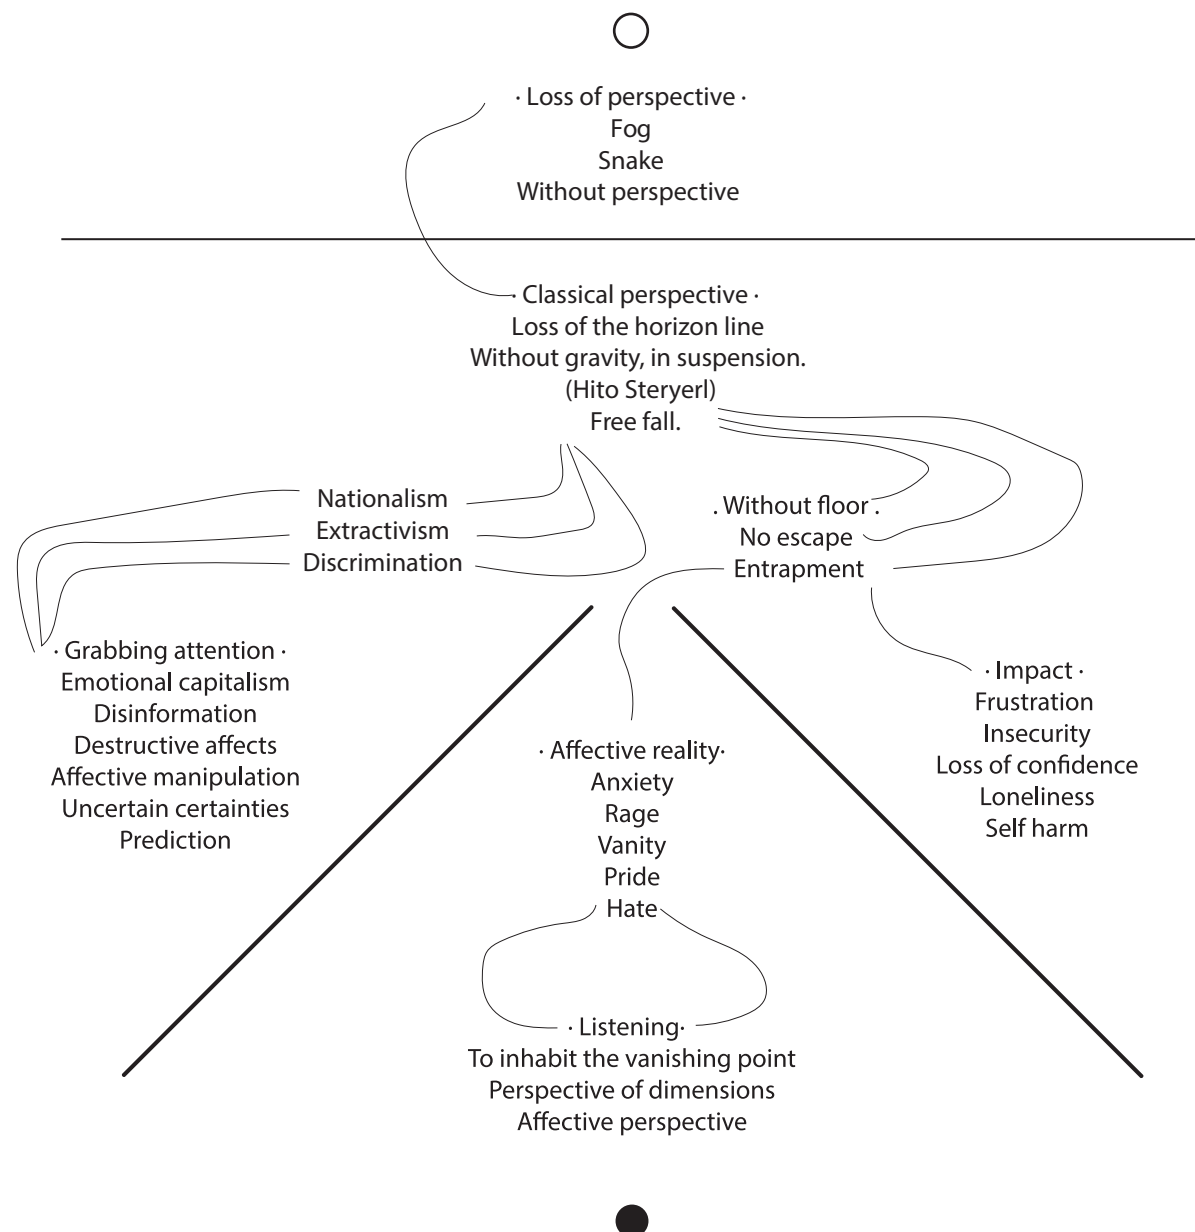 · Loss of perspective ·
Fog
Snake
Without perspective
· Classical perspective ·
Loss of the horizon line
Without gravity, in suspension.
(Hito Steryerl)
Free fall.
Nationalism
Extractivism
Discrimination
. Without floor .
No escape
Entrapment
· Grabbing attention ·
Emotional capitalism
Disinformation
Destructive affects
Affective manipulation
Uncertain certainties
Prediction
· Affective reality·
Anxiety
Rage
Vanity
Pride
Hate
· Impact ·
Frustration
Insecurity
Loss of confidence
Loneliness
Self harm
· Listening·
To inhabit the vanishing point
Perspective of dimensions
Affective perspective